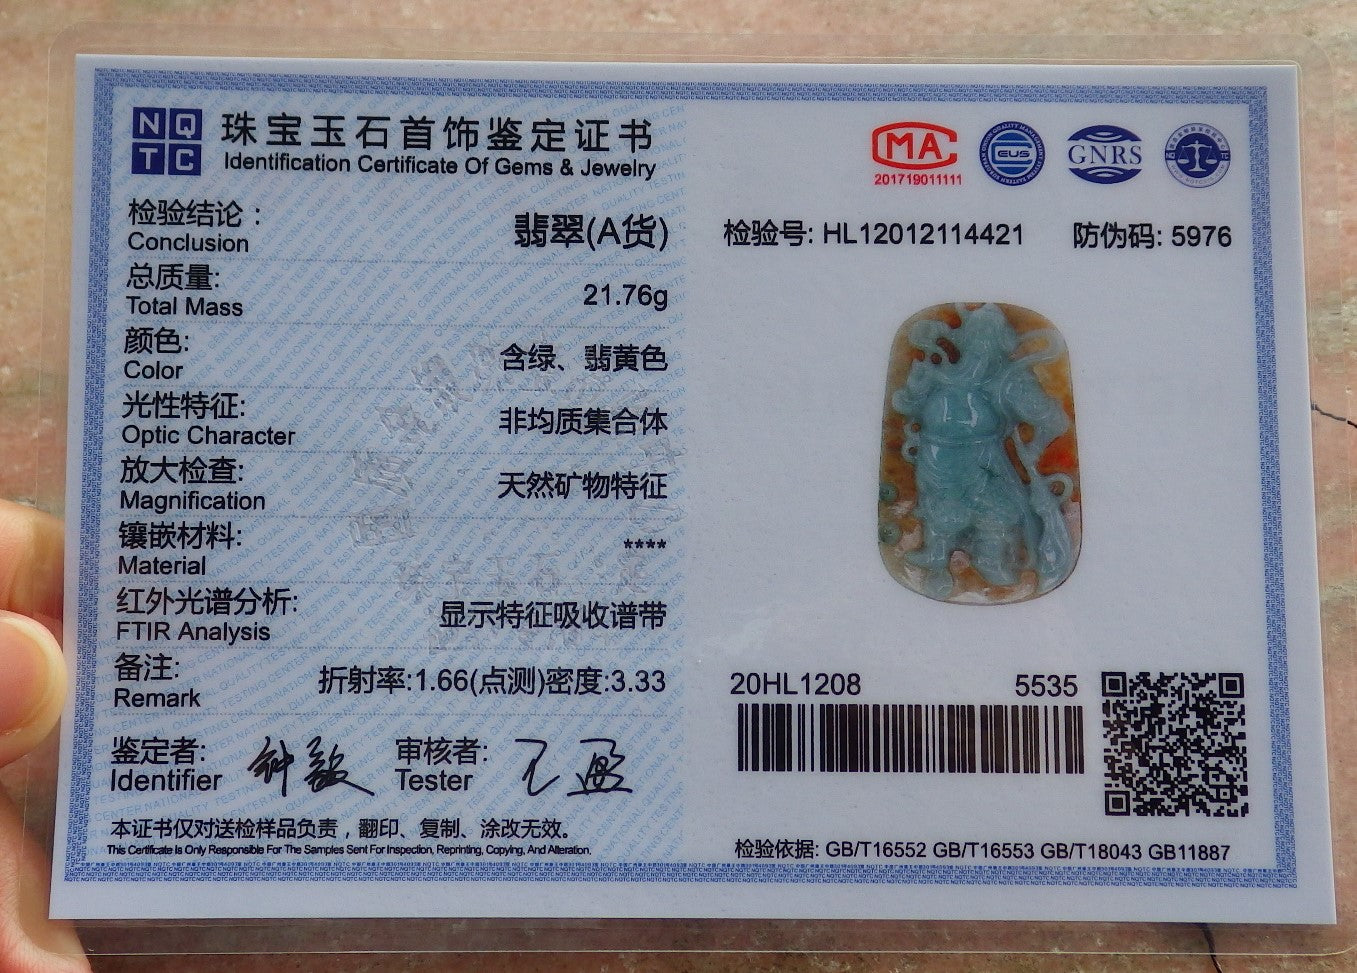 NQTC
珠宝玉石首饰鉴定证书
Identification Certificate Of Gems & Jewelry
检验结论： 翡翠(A货)
Conclusion
总质量: 21.76g
Total Mass
颜色: 含绿、翡黄色
Color
光性特征: 非均质集合体
Optic Character
放大检查: 天然矿物特征
Magnification
镶嵌材料: ****
Material
红外光谱分析: 显示特征吸收谱带
FTIR Analysis
备注: 折射率:1.66(点测)密度:3.33
Remark
鉴定者: 审核者:
Identifier Tester
本证书仅对送检样品负责，翻印、复制、涂改无效。
This Certificate Is Only Responsible For The Samples Sent For Inspection, Reprinting, Copying, And Alteration.
MA
201719011111
EUS
GNRS
检验号: HL12012114421 防伪码: 5976
20HL1208 5535
检验依据: GB/T16552 GB/T16553 GB/T18043 GB11887